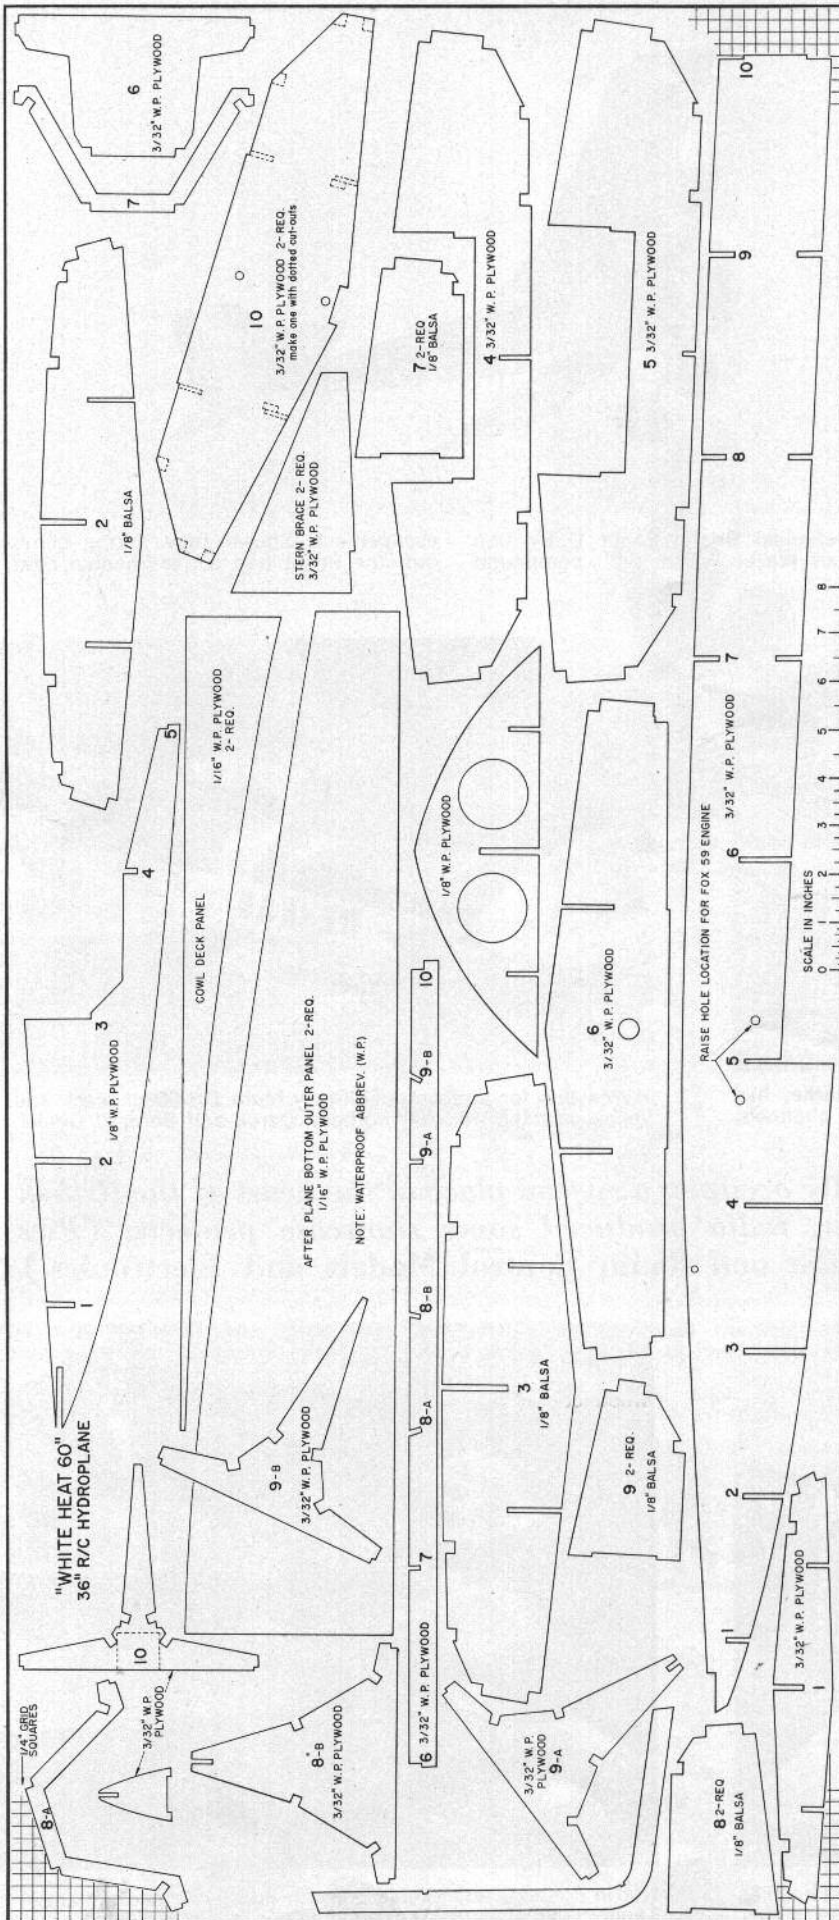 6
3/32" W.P. PLYWOOD
7
10
3/32" W.P. PLYWOOD 2-REQ.
make one with dotted cut-outs
2
1/8" BALSA
STERN BRACE 2-REQ.
3/32" W.P. PLYWOOD
7 2-REQ
1/8" BALSA
4 3/32" W.P. PLYWOOD
5 3/32" W.P. PLYWOOD
10
9
8
7
3/32" W.P. PLYWOOD
6
RAISE HOLE LOCATION FOR FOX 59 ENGINE
5
4
3
2
1
SCALE IN INCHES
0 1 2 3 4 5 6 7 8
5
4
3
1/8" W.P. PLYWOOD
2
1
COWL DECK PANEL
1/16" W.P. PLYWOOD
2-REQ.
AFTER PLANE BOTTOM OUTER PANEL 2-REQ.
1/16" W.P. PLYWOOD
NOTE: WATERPROOF ABBREV. (W.P.)
1/8" W.P. PLYWOOD
6
3/32" W.P. PLYWOOD
10
9-B
9-A
8-B
8-A
7
6 3/32" W.P. PLYWOOD
3
1/8" BALSA
9 2-REQ.
1/8" BALSA
"WHITE HEAT 60"
36" R/C HYDROPLANE
9-B
3/32" W.P. PLYWOOD
10
3/32" W.P.
PLYWOOD
1/4" GRID
SQUARES
8-A
8-B
3/32" W.P. PLYWOOD
3/32" W.P.
PLYWOOD
9-A
8 2-REQ
1/8" BALSA
3/32" W.P. PLYWOOD
1